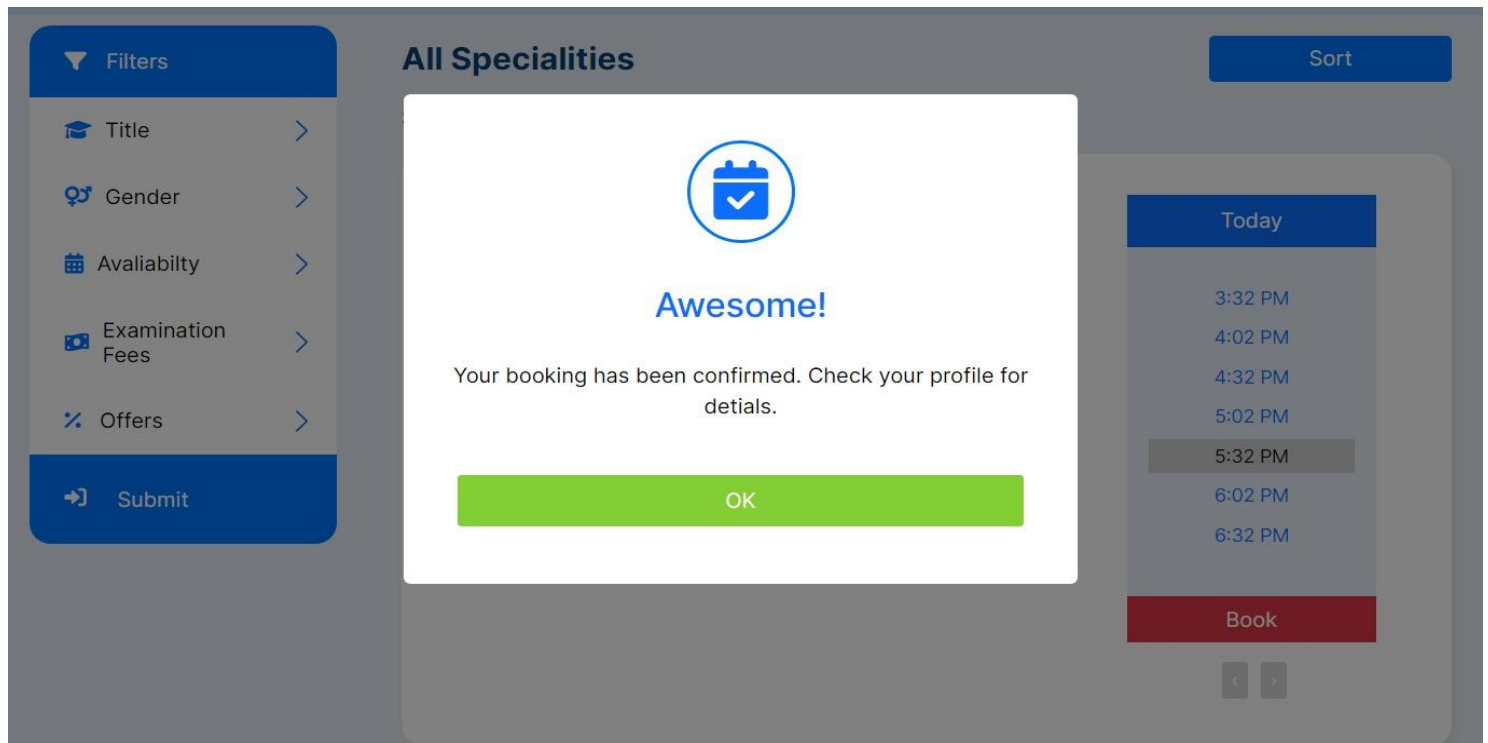 Filters
Title
Gender
Avaliabilty
Examination
Fees
Offers
Submit
All Specialities
Sort
Awesome!
Your booking has been confirmed. Check your profile for
detials.
OK
Today
3:32 PM
4:02 PM
4:32 PM
5:02 PM
5:32 PM
6:02 PM
6:32 PM
Book